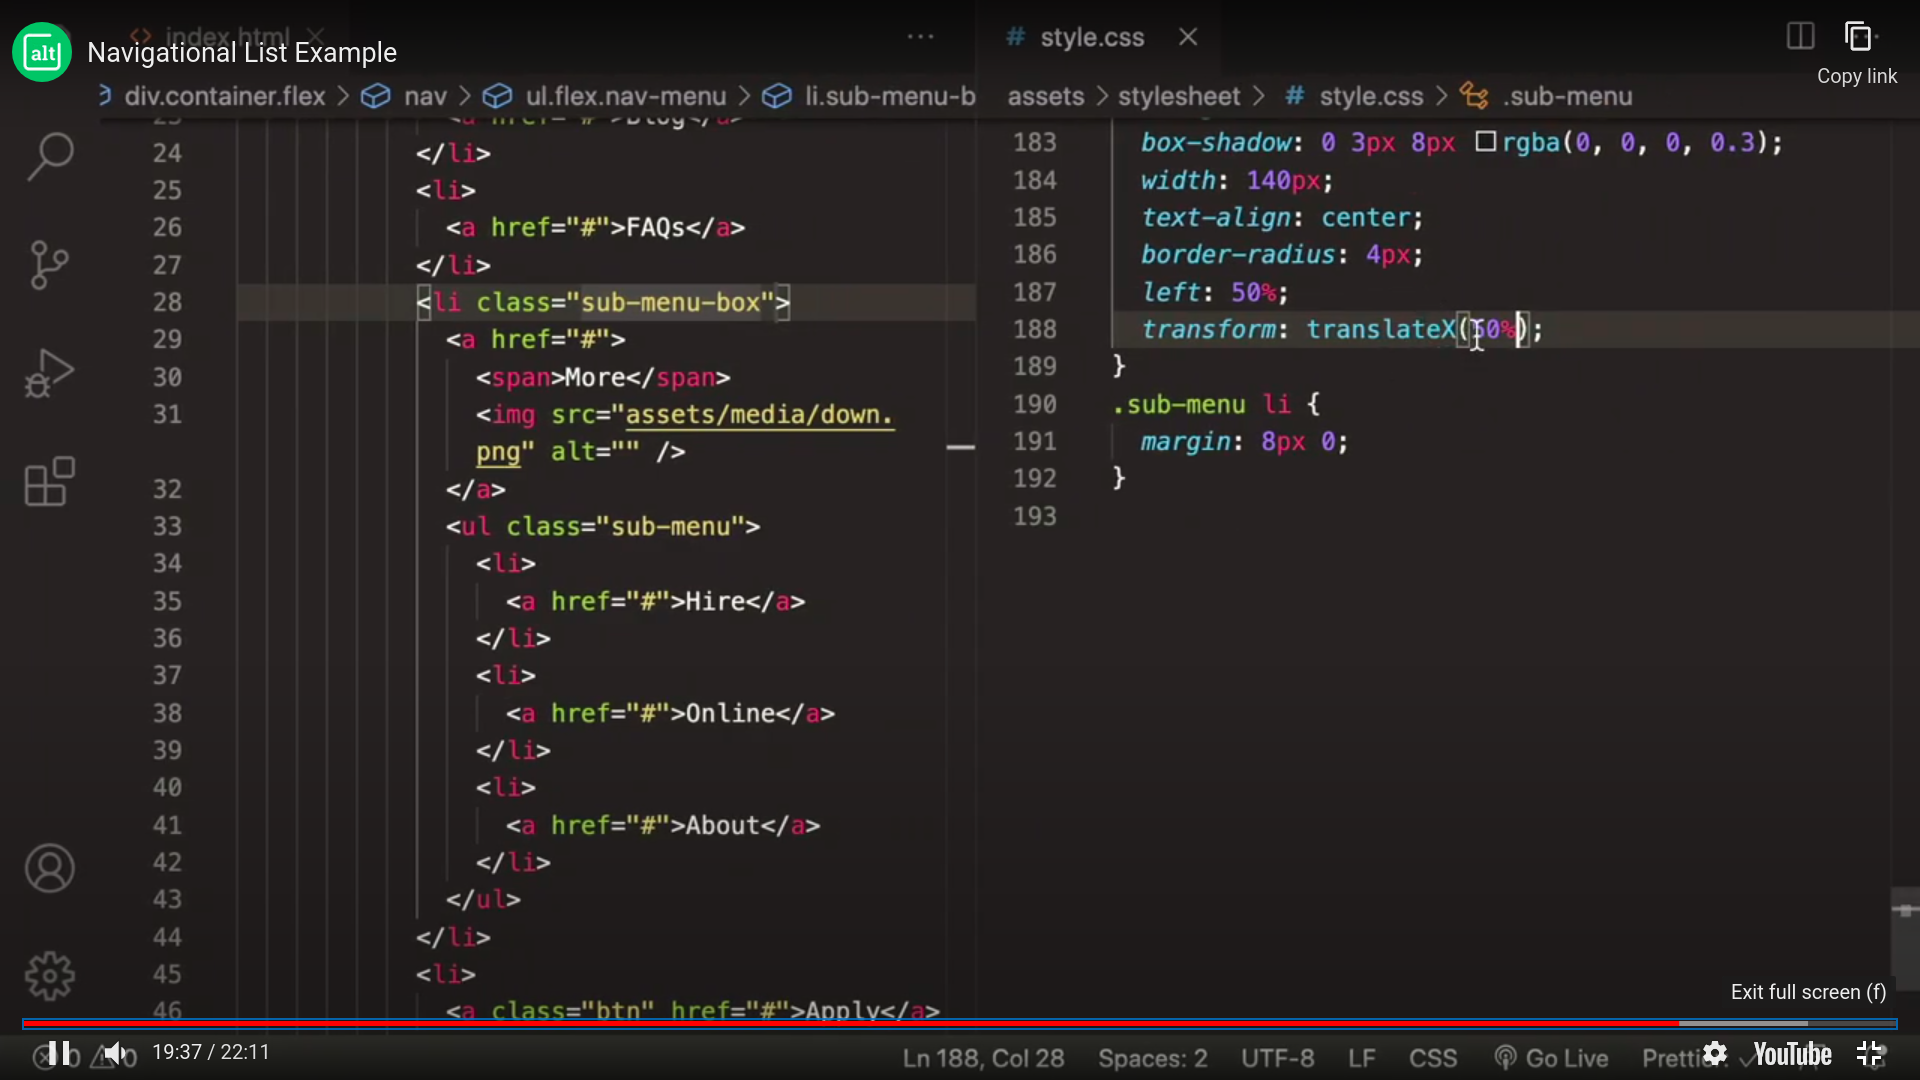 alt
Navigational List Example
index.html
style.css
Copy link
div.container.flex > nav > ul.flex.nav-menu > li.sub-menu-b
assets > stylesheet > # style.css > .sub-menu
24 </li>
25 <li>
26 <a href="#">FAQs</a>
27 </li>
28 <li class="sub-menu-box">
29 <a href="#">
30 <span>More</span>
31 <img src="assets/media/down.
png" alt="" />
32 </a>
33 <ul class="sub-menu">
34 <li>
35 <a href="#">Hire</a>
36 </li>
37 <li>
38 <a href="#">Online</a>
39 </li>
40 <li>
41 <a href="#">About</a>
42 </li>
43 </ul>
44 </li>
45 <li>
46 <a class="btn" href="#">Apply</a>
183 box-shadow: 0 3px 8px rgba(0, 0, 0, 0.3);
184 width: 140px;
185 text-align: center;
186 border-radius: 4px;
187 left: 50%;
188 transform: translateX(50%);
189 }
190 .sub-menu li {
191 margin: 8px 0;
192 }
193
Exit full screen (f)
19:37 / 22:11
Ln 188, Col 28 Spaces: 2 UTF-8 LF CSS Go Live
YouTube